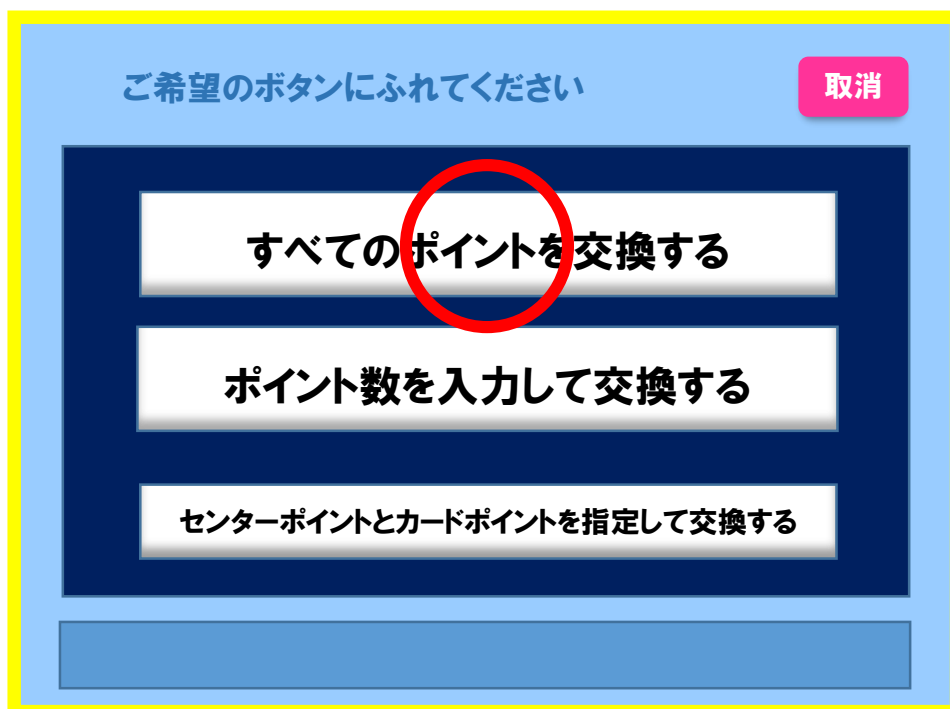 ご希望のボタンにふれてください
取消
すべてのポイントを交換する
ポイント数を入力して交換する
センターポイントとカードポイントを指定して交換する